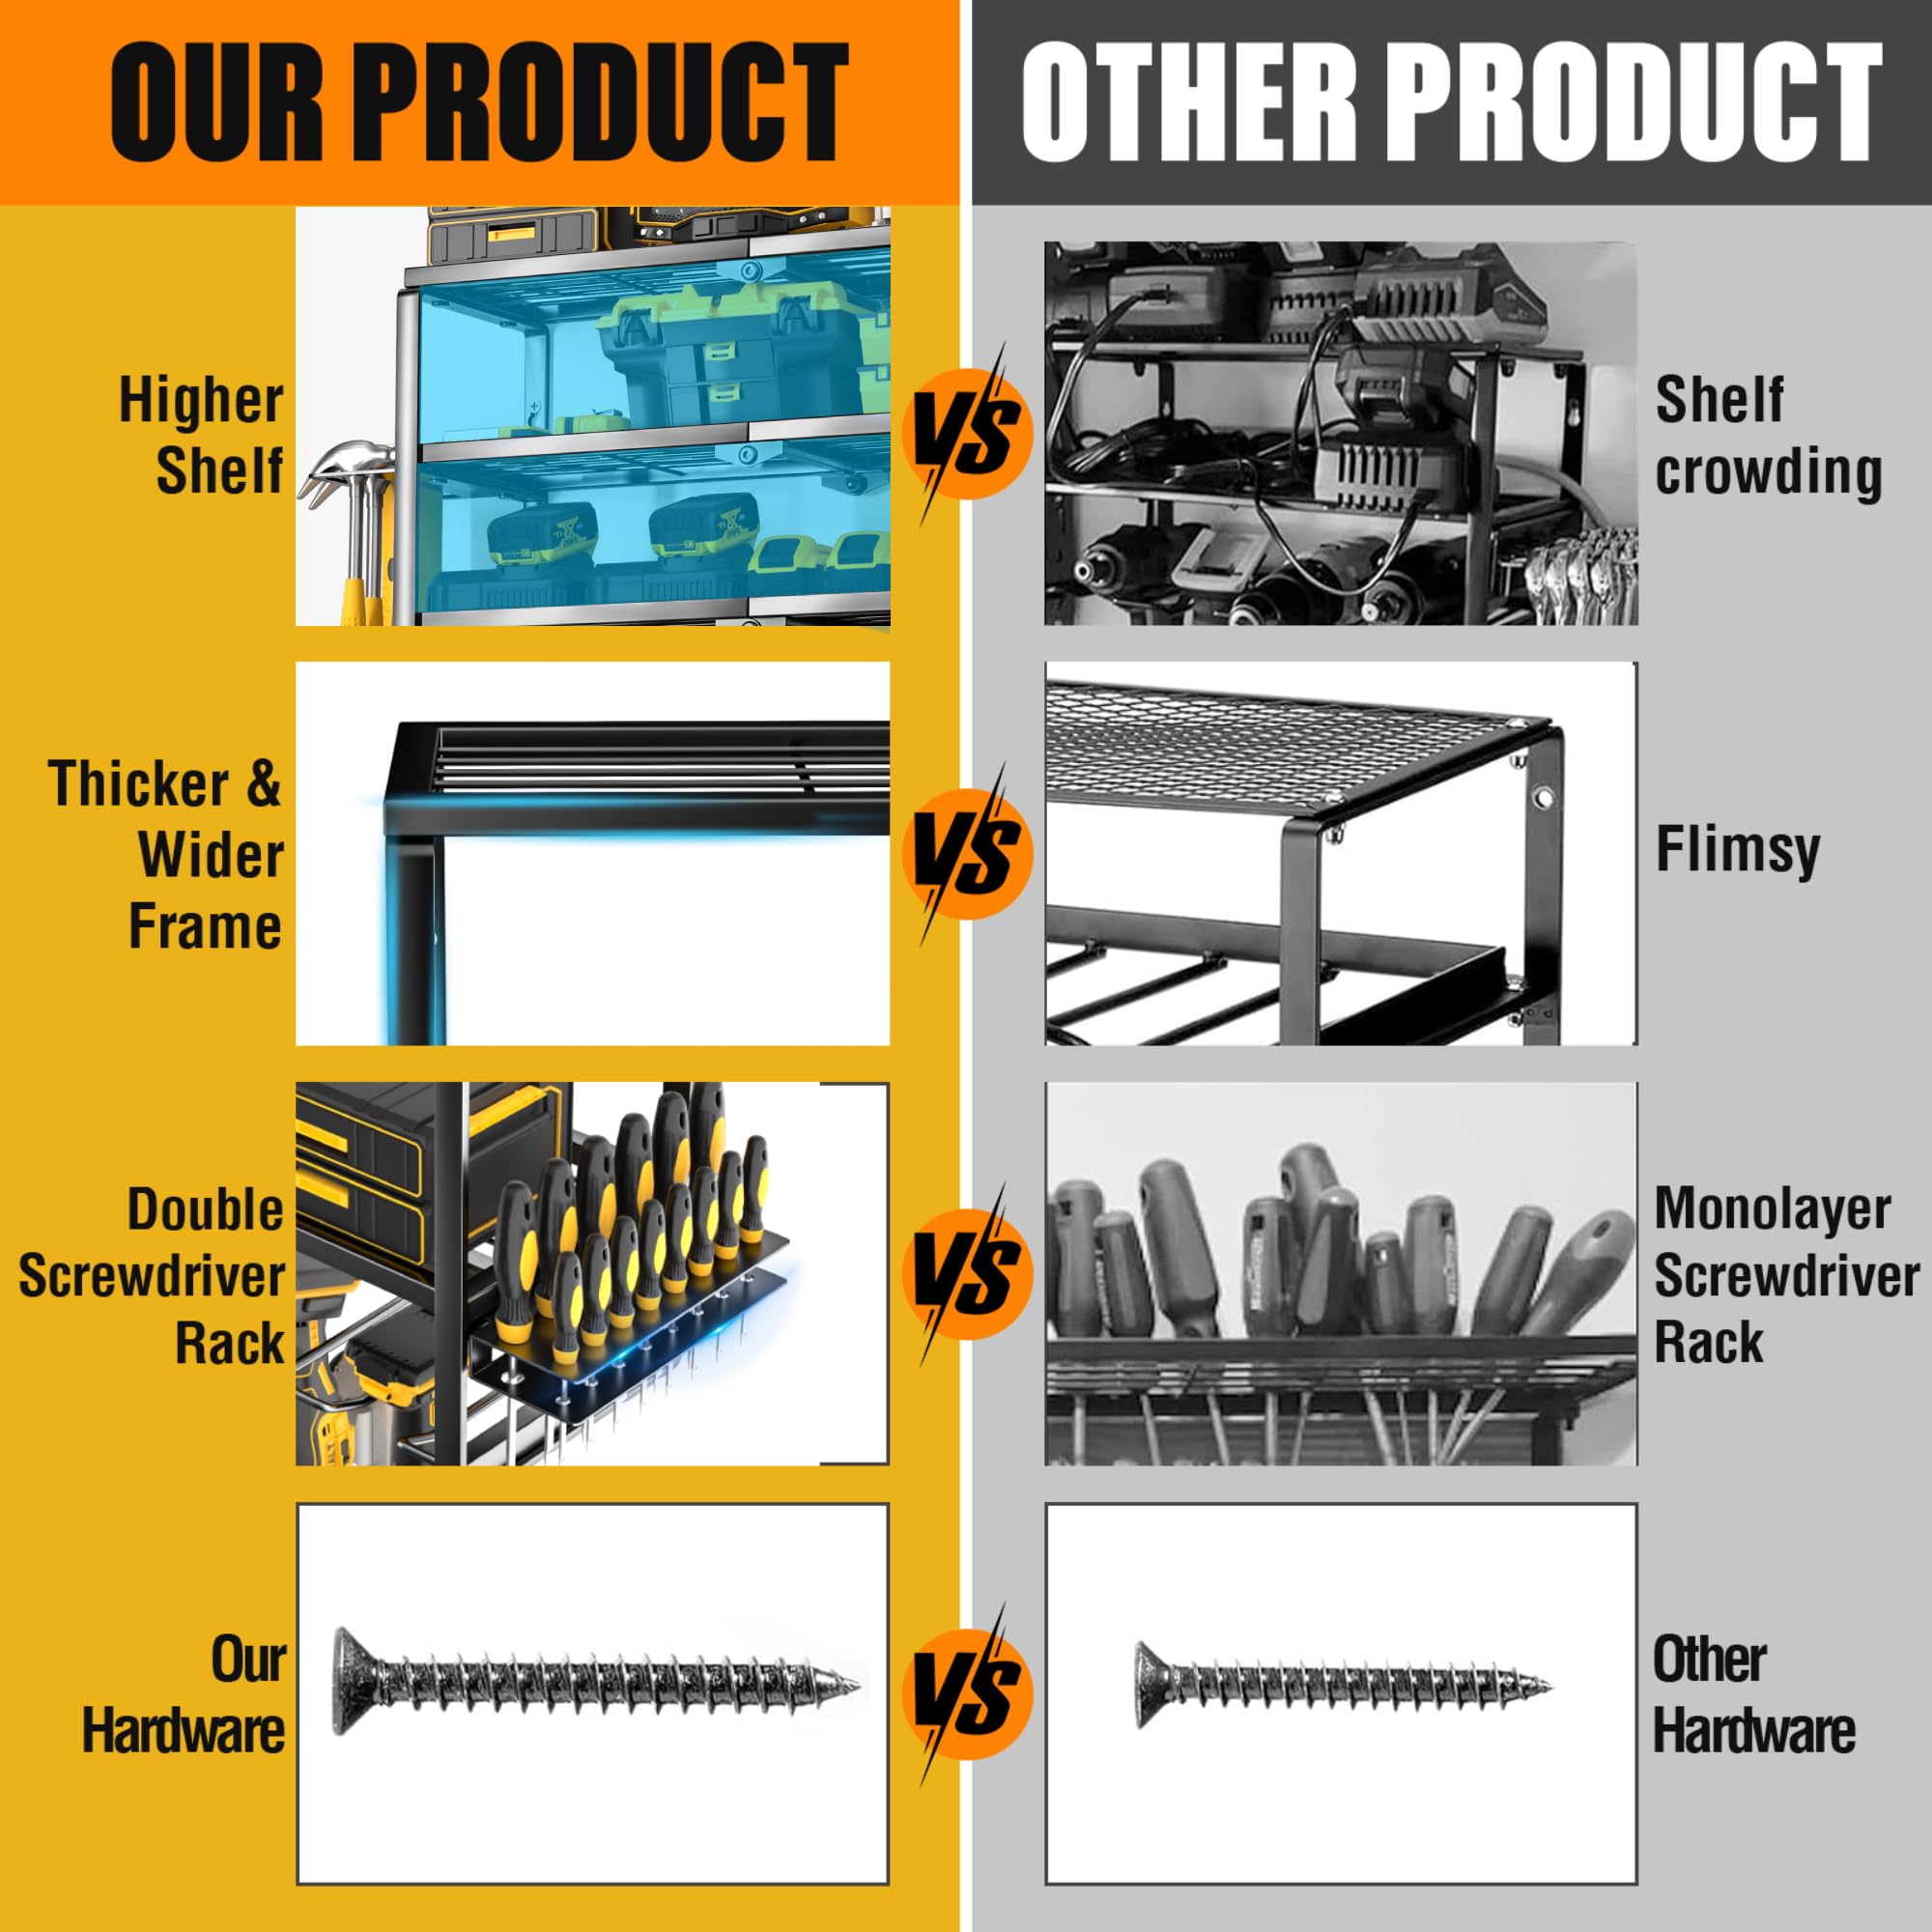 OUR PRODUCT
OTHER PRODUCT
Higher
Shelf
VS
Shelf
crowding
Thicker &
Wider
Frame
VS
Flimsy
Double
Screwdriver
Rack
VS
Monolayer
Screwdriver
Rack
Our
Hardware
VS
Other
Hardware